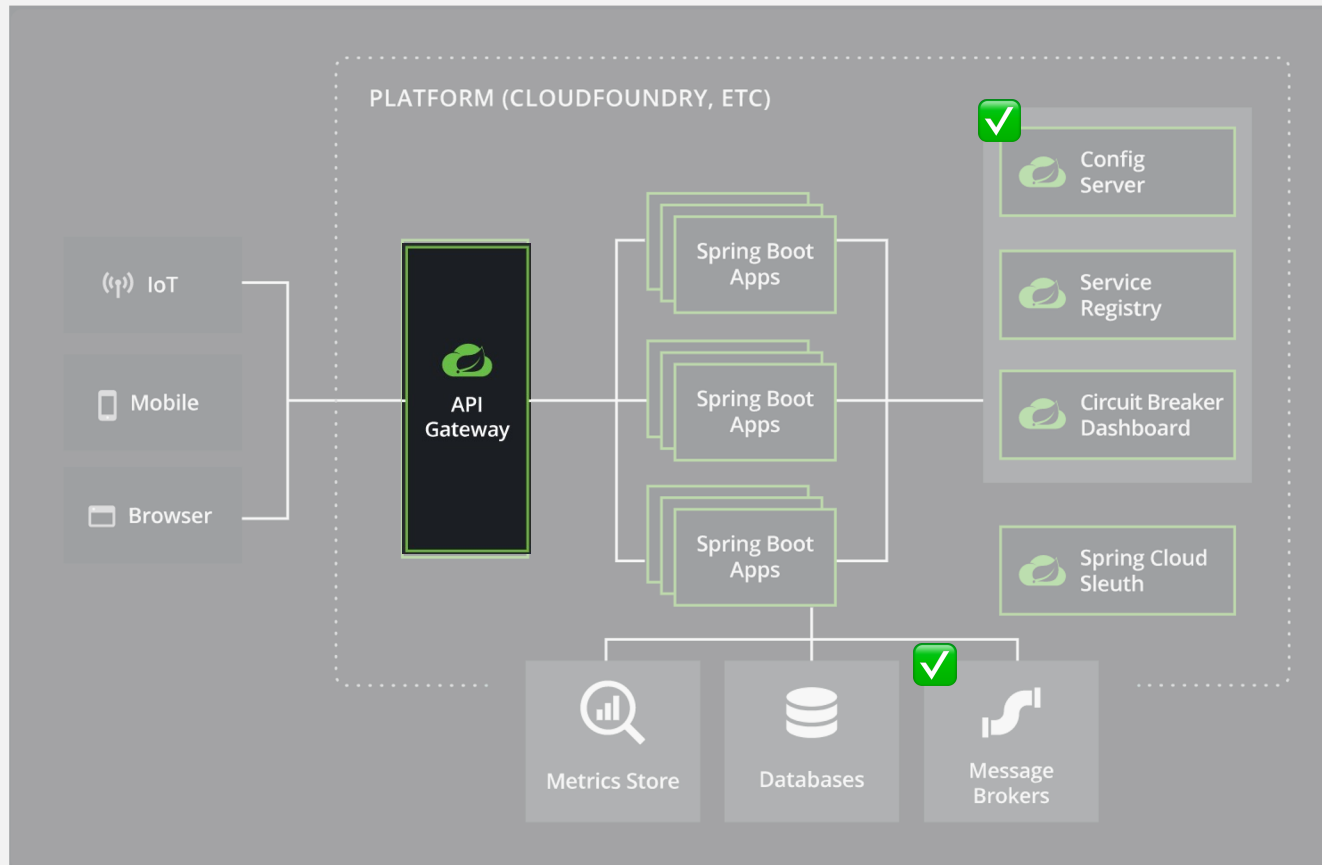 PLATFORM (CLOUDFOUNDRY, ETC)
IoT
Mobile
Browser
API
Gateway
Spring Boot
Apps
Spring Boot
Apps
Spring Boot
Apps
Config
Server
Service
Registry
Circuit Breaker
Dashboard
Spring Cloud
Sleuth
Metrics Store
Databases
Message
Brokers